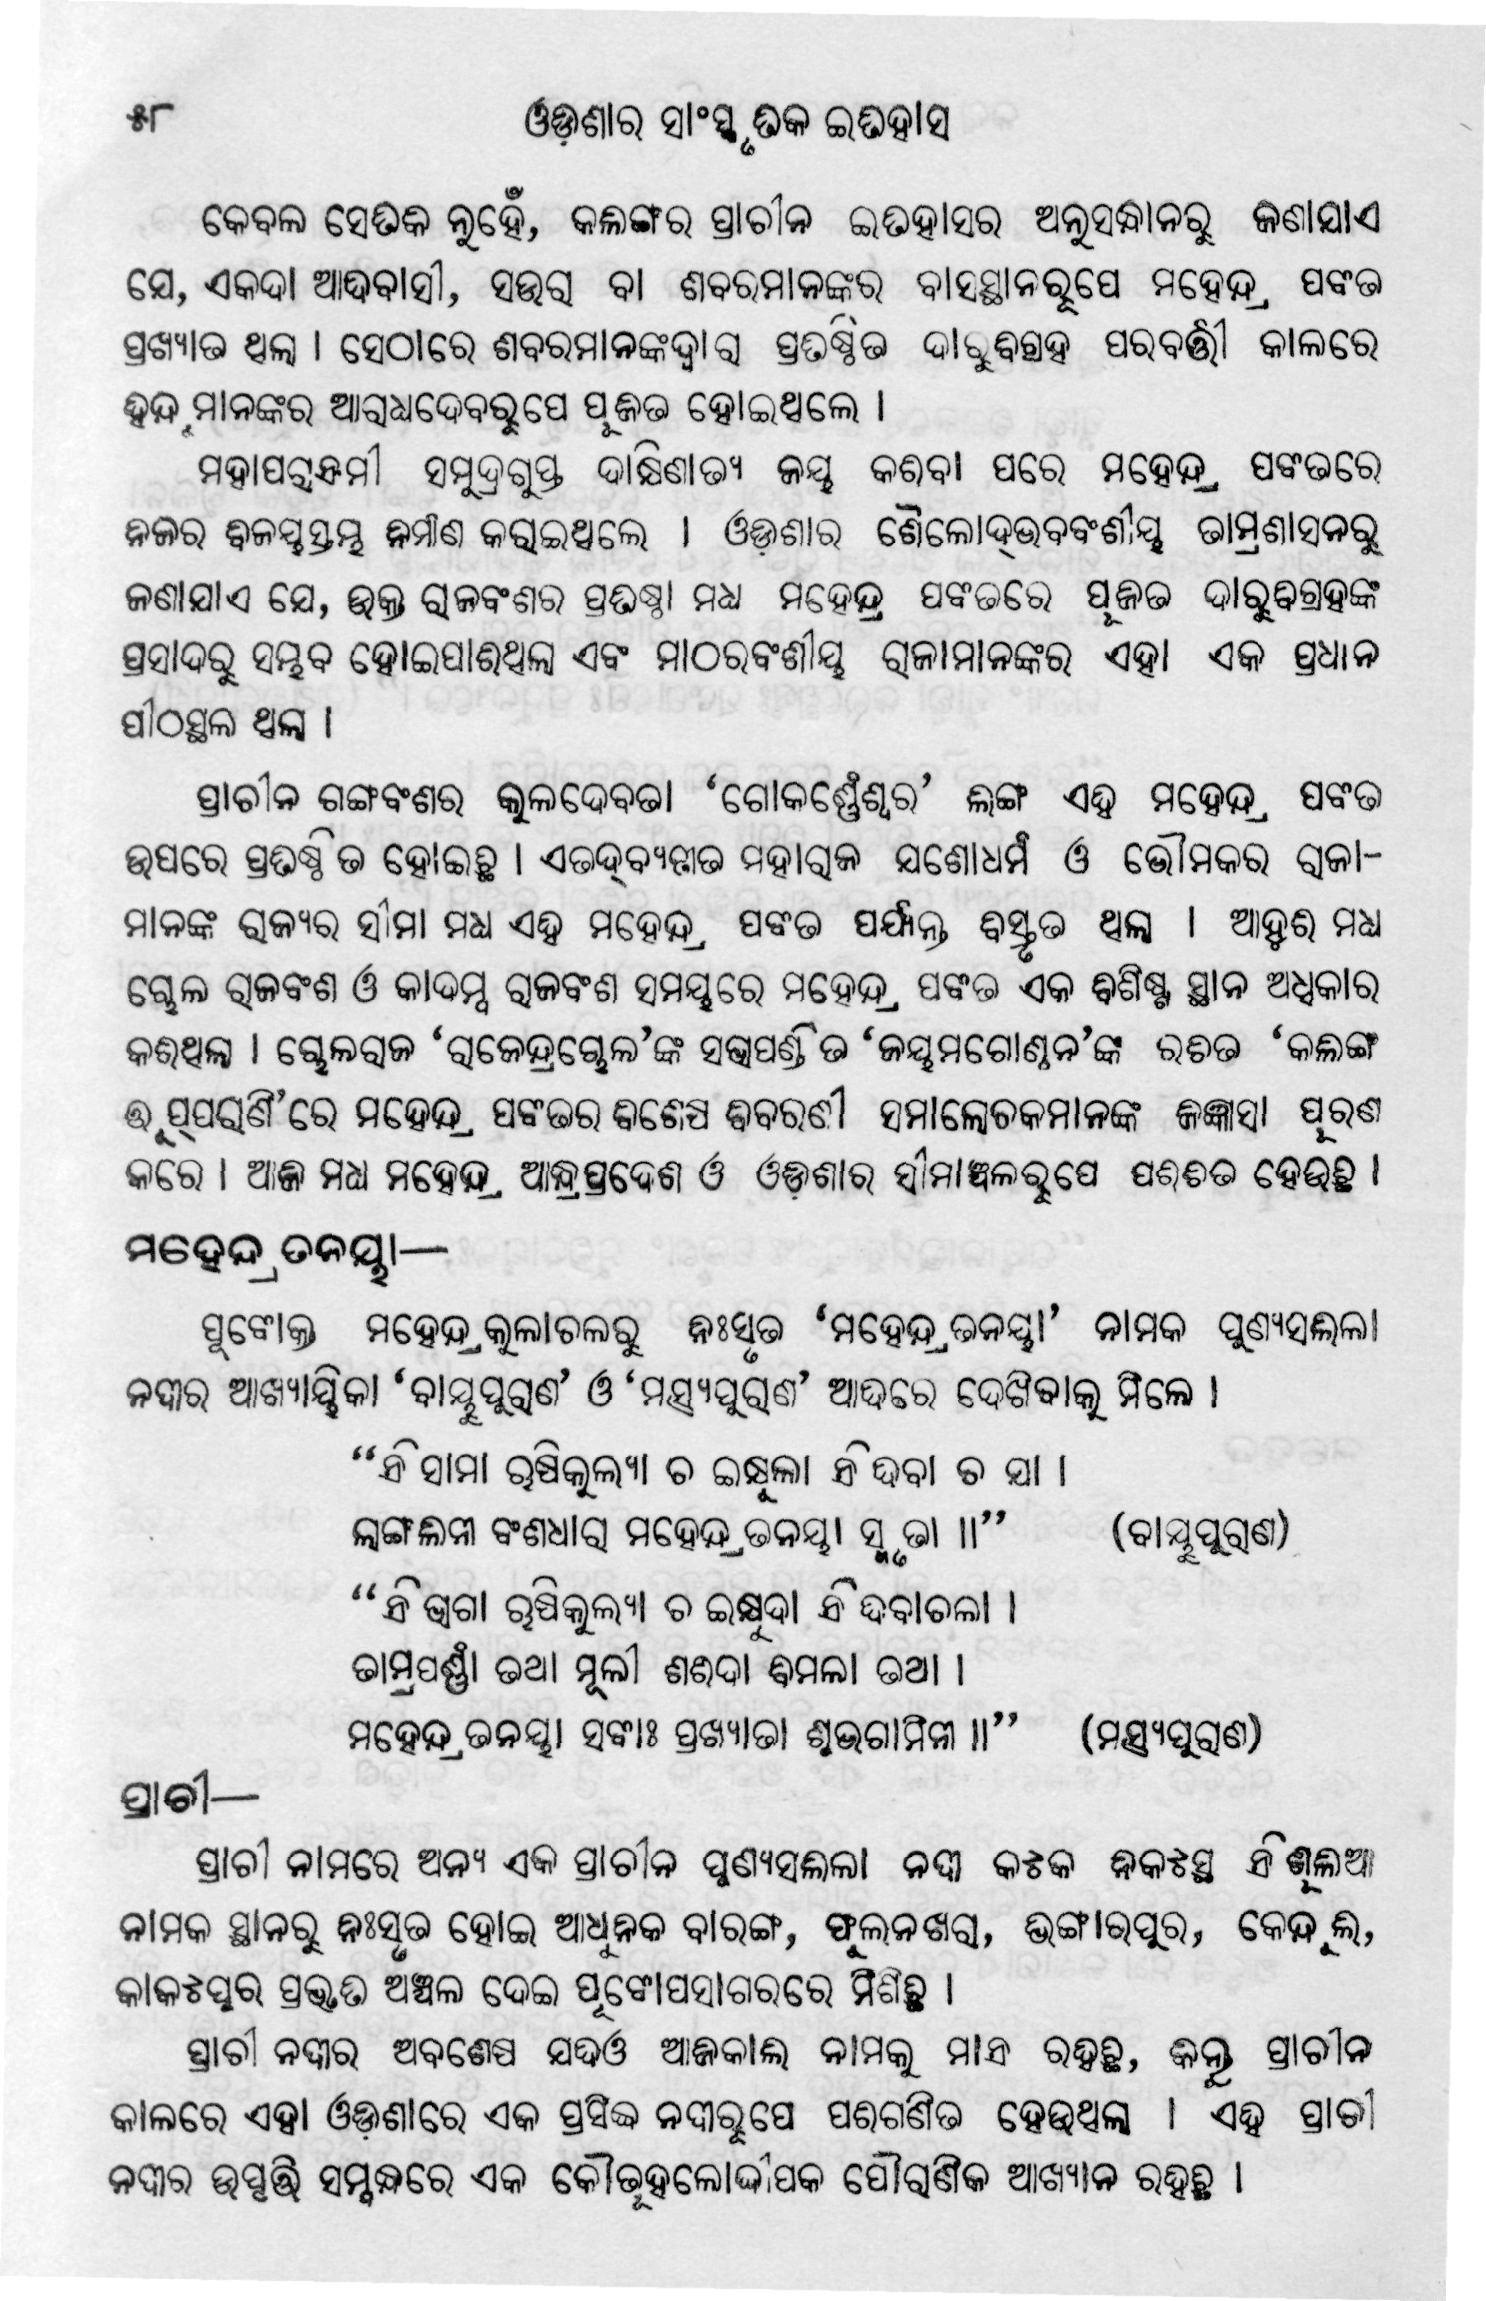 ୫୮ ଓଡ଼ିଶାର ସାଂସ୍କୃତିକ ଇତିହାସ
କେବଳ ସେତିକି ନୁହେଁ, କଳିଙ୍ଗର ପ୍ରାଚୀନ ଇତିହାସର ଅନୁସନ୍ଧାନରୁ ଜଣାଯାଏ
ଯେ, ଏକଦା ଆଦିବାସୀ, ସଉରା ବା ଶବରମାନଙ୍କର ବାସସ୍ଥାନରୂପେ ମହେନ୍ଦ୍ର ପର୍ବତ
ପ୍ରଖ୍ୟାତ ଥିଲା । ସେଠାରେ ଶବରମାନଙ୍କଦ୍ୱାରା ପ୍ରତିଷ୍ଠିତ ଦାରୁବିଗ୍ରହ ପରବର୍ତ୍ତୀ କାଳରେ
ହିନ୍ଦୁମାନଙ୍କର ଆରାଧ୍ୟଦେବରୂପେ ପୂଜିତ ହୋଇଥିଲେ ।
ମହାପରାକ୍ରମୀ ସମୁଦ୍ରଗୁପ୍ତ ଦାକ୍ଷିଣାତ୍ୟ ଜୟ କରିବା ପରେ ମହେନ୍ଦ୍ର ପର୍ବତରେ
ନିଜର ବିଜୟସ୍ତମ୍ଭ ନିର୍ମାଣ କରାଇଥିଲେ । ଓଡ଼ିଶାର ଶୈଳୋଦ୍‌ଭବବଂଶୀୟ ତାମ୍ରଶାସନରୁ
ଜଣାଯାଏ ଯେ, ଉକ୍ତ ରାଜବଂଶର ପ୍ରତିଷ୍ଠା ମଧ୍ୟ ମହେନ୍ଦ୍ର ପର୍ବତରେ ପୂଜିତ ଦାରୁବିଗ୍ରହଙ୍କ
ପ୍ରସାଦରୁ ସମ୍ଭବ ହୋଇପାରିଥିଲା ଏବଂ ମାଠରବଂଶୀୟ ରାଜାମାନଙ୍କର ଏହା ଏକ ପ୍ରଧାନ
ପୀଠସ୍ଥଳ ଥିଲା ।
ପ୍ରାଚୀନ ଗଙ୍ଗବଂଶର କୁଳଦେବତା ‘ଗୋକର୍ଣ୍ଣେଶ୍ୱର’ ଲିଙ୍ଗ ଏହି ମହେନ୍ଦ୍ର ପର୍ବତ
ଉପରେ ପ୍ରତିଷ୍ଠିତ ହୋଇଛି । ଏତଦ୍‌ବ୍ୟତୀତ ମହାରାଜ ଯଶୋଧର୍ମ ଓ ଭୌମକର ରାଜା-
ମାନଙ୍କ ରାଜ୍ୟର ସୀମା ମଧ୍ୟ ଏହି ମହେନ୍ଦ୍ର ପର୍ବତ ପର୍ଯ୍ୟନ୍ତ ବିସ୍ତୃତ ଥିଲା । ଆହୁରି ମଧ୍ୟ
ଚୋଳ ରାଜବଂଶ ଓ କାଦମ୍ବ ରାଜବଂଶ ସମୟରେ ମହେନ୍ଦ୍ର ପର୍ବତ ଏକ ବିଶିଷ୍ଟ ସ୍ଥାନ ଅଧିକାର
କରିଥିଲା । ଚୋଳରାଜ ‘ରାଜେନ୍ଦ୍ରଚୋଳ’ଙ୍କ ସଭାପଣ୍ଡିତ ‘ଜୟମଗୋଣ୍ଡନ’ଙ୍କ ରଚିତ ‘କଳିଙ୍ଗ
ତ୍ତୁପ୍‌ପରାଣି’ରେ ମହେନ୍ଦ୍ର ପର୍ବତର ବିଶେଷ ବିବରଣୀ ସମାଲୋଚକମାନଙ୍କ ଜିଜ୍ଞାସା ପୂରଣ
କରେ । ଆଜି ମଧ୍ୟ ମହେନ୍ଦ୍ର ଆନ୍ଧ୍ରପ୍ରଦେଶ ଓ ଓଡ଼ିଶାର ସୀମାଞ୍ଚଳରୂପେ ପରିଚିତ ହେଉଛି ।
ମହେନ୍ଦ୍ରତନୟା—
ପୂର୍ବୋକ୍ତ ମହେନ୍ଦ୍ରକୁଳାଚଳରୁ ନିଃସୃତ ‘ମହେନ୍ଦ୍ରତନୟା’ ନାମକ ପୁଣ୍ୟସଲିଳା
ନଦୀର ଆଖ୍ୟାୟିକା ‘ବାୟୁପୁରାଣ’ ଓ ‘ମତ୍ସ୍ୟପୁରାଣ’ ଆଦିରେ ଦେଖିବାକୁ ମିଳେ ।
“ତ୍ରିସାମା ଋଷିକୁଲ୍ୟା ଚ ଇକ୍ଷୁଳା ତ୍ରିଦିବା ଚ ଯା ।
ଲାଙ୍ଗଳିନୀ ବଂଶଧାରା ମହେନ୍ଦ୍ରତନୟା ସ୍ମୃତା ॥” (ବାୟୁପୁରାଣ)
“ତ୍ରିଭାଗା ଋଷିକୁଲ୍ୟା ଚ ଇକ୍ଷୁଦା ତ୍ରିଦିବାଚଳା ।
ତାମ୍ରପର୍ଣ୍ଣୀ ତଥା ମୂଳୀ ଶରିଦା ବିମଳା ତଥା ।
ମହେନ୍ଦ୍ରତନୟା ସର୍ବାଃ ପ୍ରଖ୍ୟାତା ଶୁଭଗାମିନୀ ॥” (ମତ୍ସ୍ୟପୁରାଣ)
ପ୍ରାଚୀ—
ପ୍ରାଚୀ ନାମରେ ଅନ୍ୟ ଏକ ପ୍ରାଚୀନ ପୁଣ୍ୟସଲିଳା ନଦୀ କଟକ ନିକଟସ୍ଥ ତ୍ରିଶୂଳିଆ
ନାମକ ସ୍ଥାନରୁ ନିଃସୃତ ହୋଇ ଆଧୁନିକ ବାରଙ୍ଗ, ଫୁଲନଖରା, ଭିଙ୍ଗାରପୁର, କେନ୍ଦୁଲି,
କାକଟପୁର ପ୍ରଭୃତି ଅଞ୍ଚଳ ଦେଇ ପୂର୍ବୋପସାଗରରେ ମିଶିଛି ।
ପ୍ରାଚୀ ନଦୀର ଅବଶେଷ ଯଦିଓ ଆଜିକାଲି ନାମକୁ ମାତ୍ର ରହିଛି, କିନ୍ତୁ ପ୍ରାଚୀନ
କାଳରେ ଏହା ଓଡ଼ିଶାରେ ଏକ ପ୍ରସିଦ୍ଧ ନଦୀରୂପେ ପରିଗଣିତ ହେଉଥିଲା । ଏହି ପ୍ରାଚୀ
ନଦୀର ଉତ୍ପତ୍ତି ସମ୍ବନ୍ଧରେ ଏକ କୌତୂହଳୋଦ୍ଦୀପକ ପୌରାଣିକ ଆଖ୍ୟାନ ରହିଛି ।